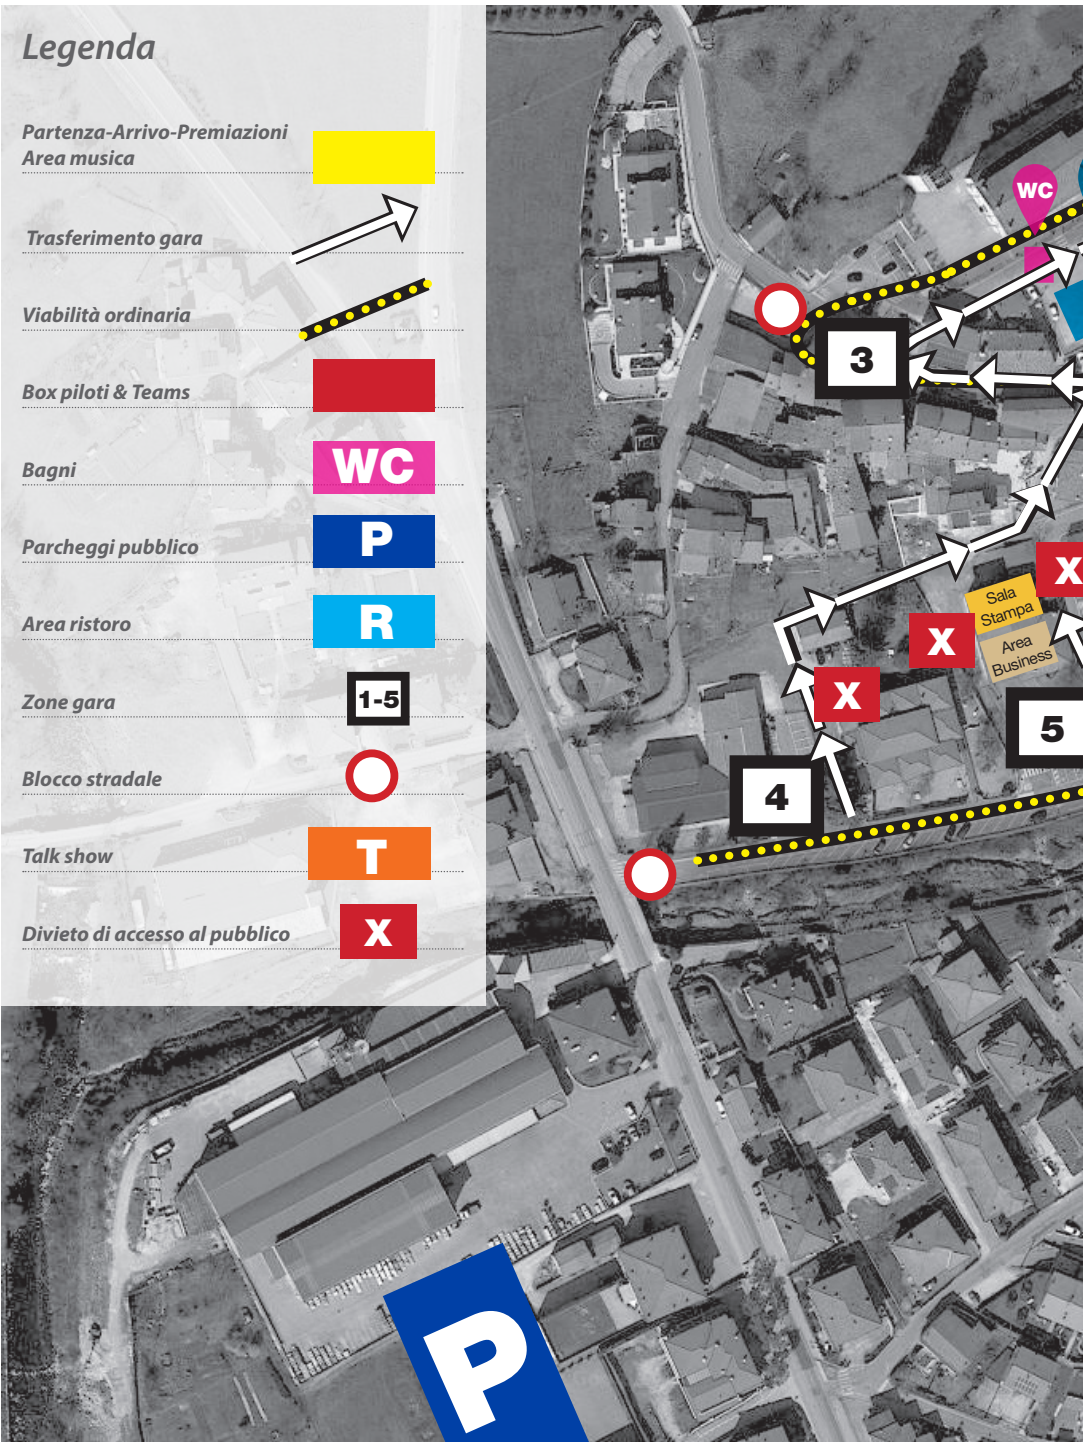 Legenda
Partenza-Arrivo-Premiazioni
Area musica
Trasferimento gara
Viabilità ordinaria
Box piloti & Teams
Bagni
WC
Parcheggi pubblico
P
Area ristoro
R
Zone gara
1-5
Blocco stradale
Talk show
T
Divieto di accesso al pubblico
X
WC
3
X
Sala
Stampa
X
Area
Business
X
5
4
P